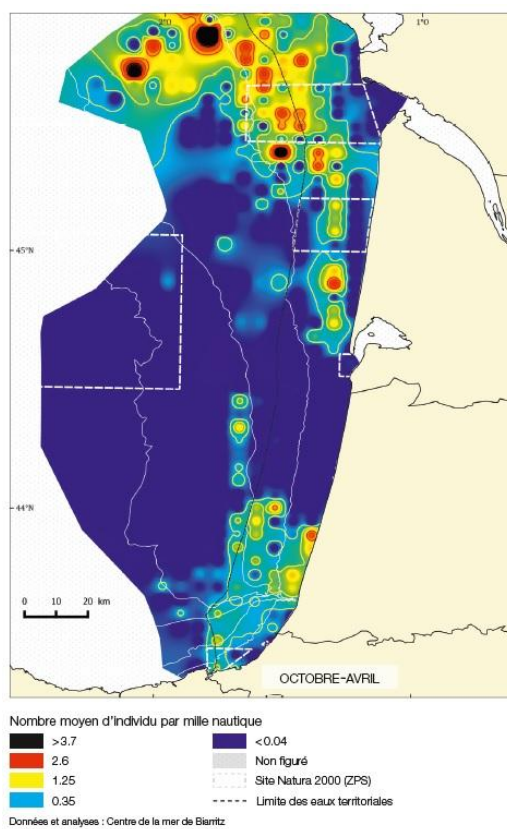 2°0 1°0
45°N
44°N
0 10 20 km
OCTOBRE-AVRIL
Nombre moyen d'individu par mille nautique
>3.7 <0.04
2.6 Non figuré
1.25 Site Natura 2000 (ZPS)
0.35 Limite des eaux territoriales
Données et analyses : Centre de la mer de Biarritz